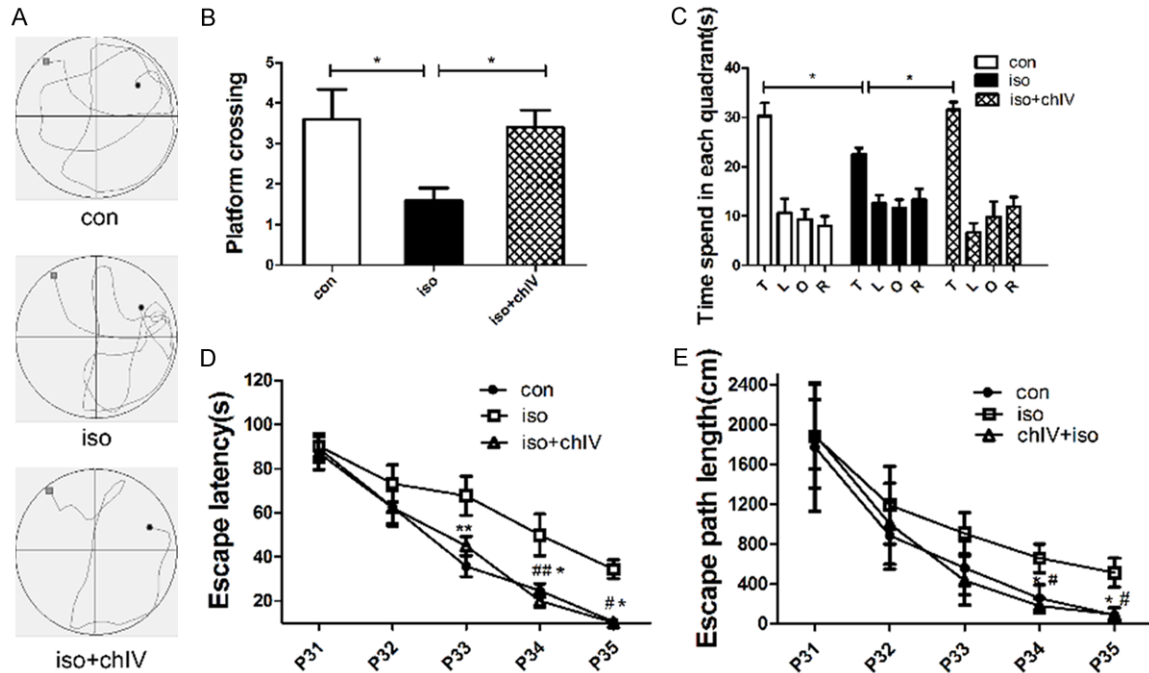 A
con
iso
iso+chIV
B
Platform crossing
5
4
3
2
1
0
*
*
con
iso
iso+chIV
C
Time spend in each quadrant(s)
40
30
20
10
0
*
*
con
iso
iso+chIV
T L O R T L O R T L O R
D
Escape latency(s)
120
100
80
60
40
20
con
iso
iso+chIV
**
## *
# *
P31 P32 P33 P34 P35
E
Escape path length(cm)
2400
2000
1600
1200
800
400
0
con
iso
chIV+iso
* #
* #
P31 P32 P33 P34 P35